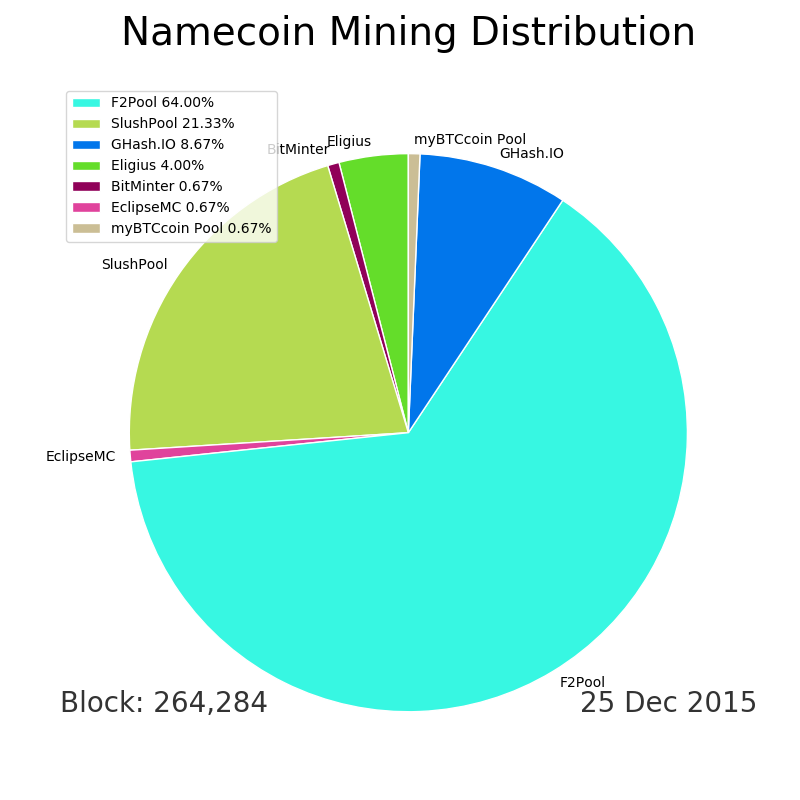 Namecoin Mining Distribution
F2Pool 64.00%
SlushPool 21.33%
GHash.IO 8.67%
Eligius 4.00%
BitMinter 0.67%
EclipseMC 0.67%
myBTCcoin Pool 0.67%
myBTCcoin Pool
Eligius
BitMinter
GHash.IO
SlushPool
EclipseMC
F2Pool
Block: 264,284
25 Dec 2015